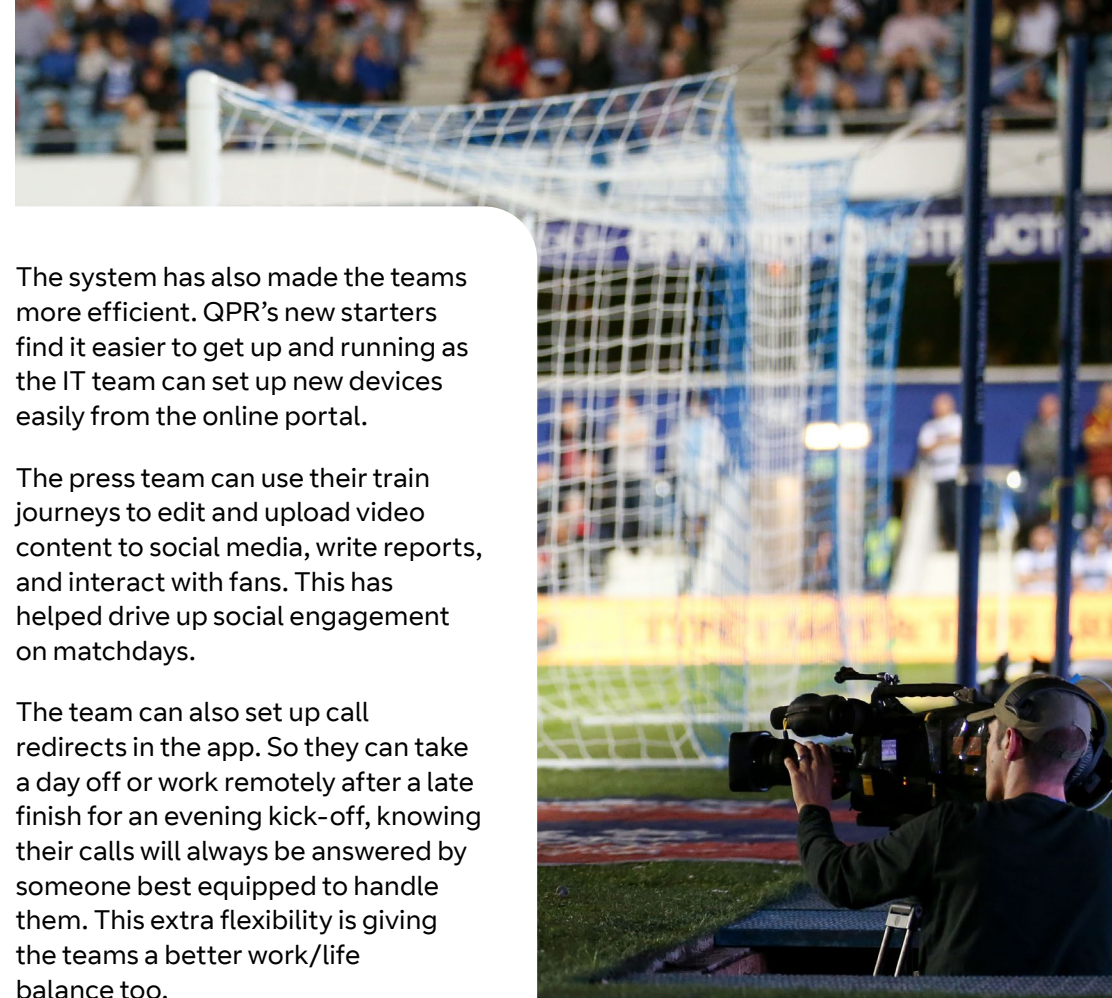 The system has also made the teams
more efficient. QPR’s new starters
find it easier to get up and running as
the IT team can set up new devices
easily from the online portal.
The press team can use their train
journeys to edit and upload video
content to social media, write reports,
and interact with fans. This has
helped drive up social engagement
on matchdays.
The team can also set up call
redirects in the app. So they can take
a day off or work remotely after a late
finish for an evening kick-off, knowing
their calls will always be answered by
someone best equipped to handle
them. This extra flexibility is giving
the teams a better work/life
balance too.